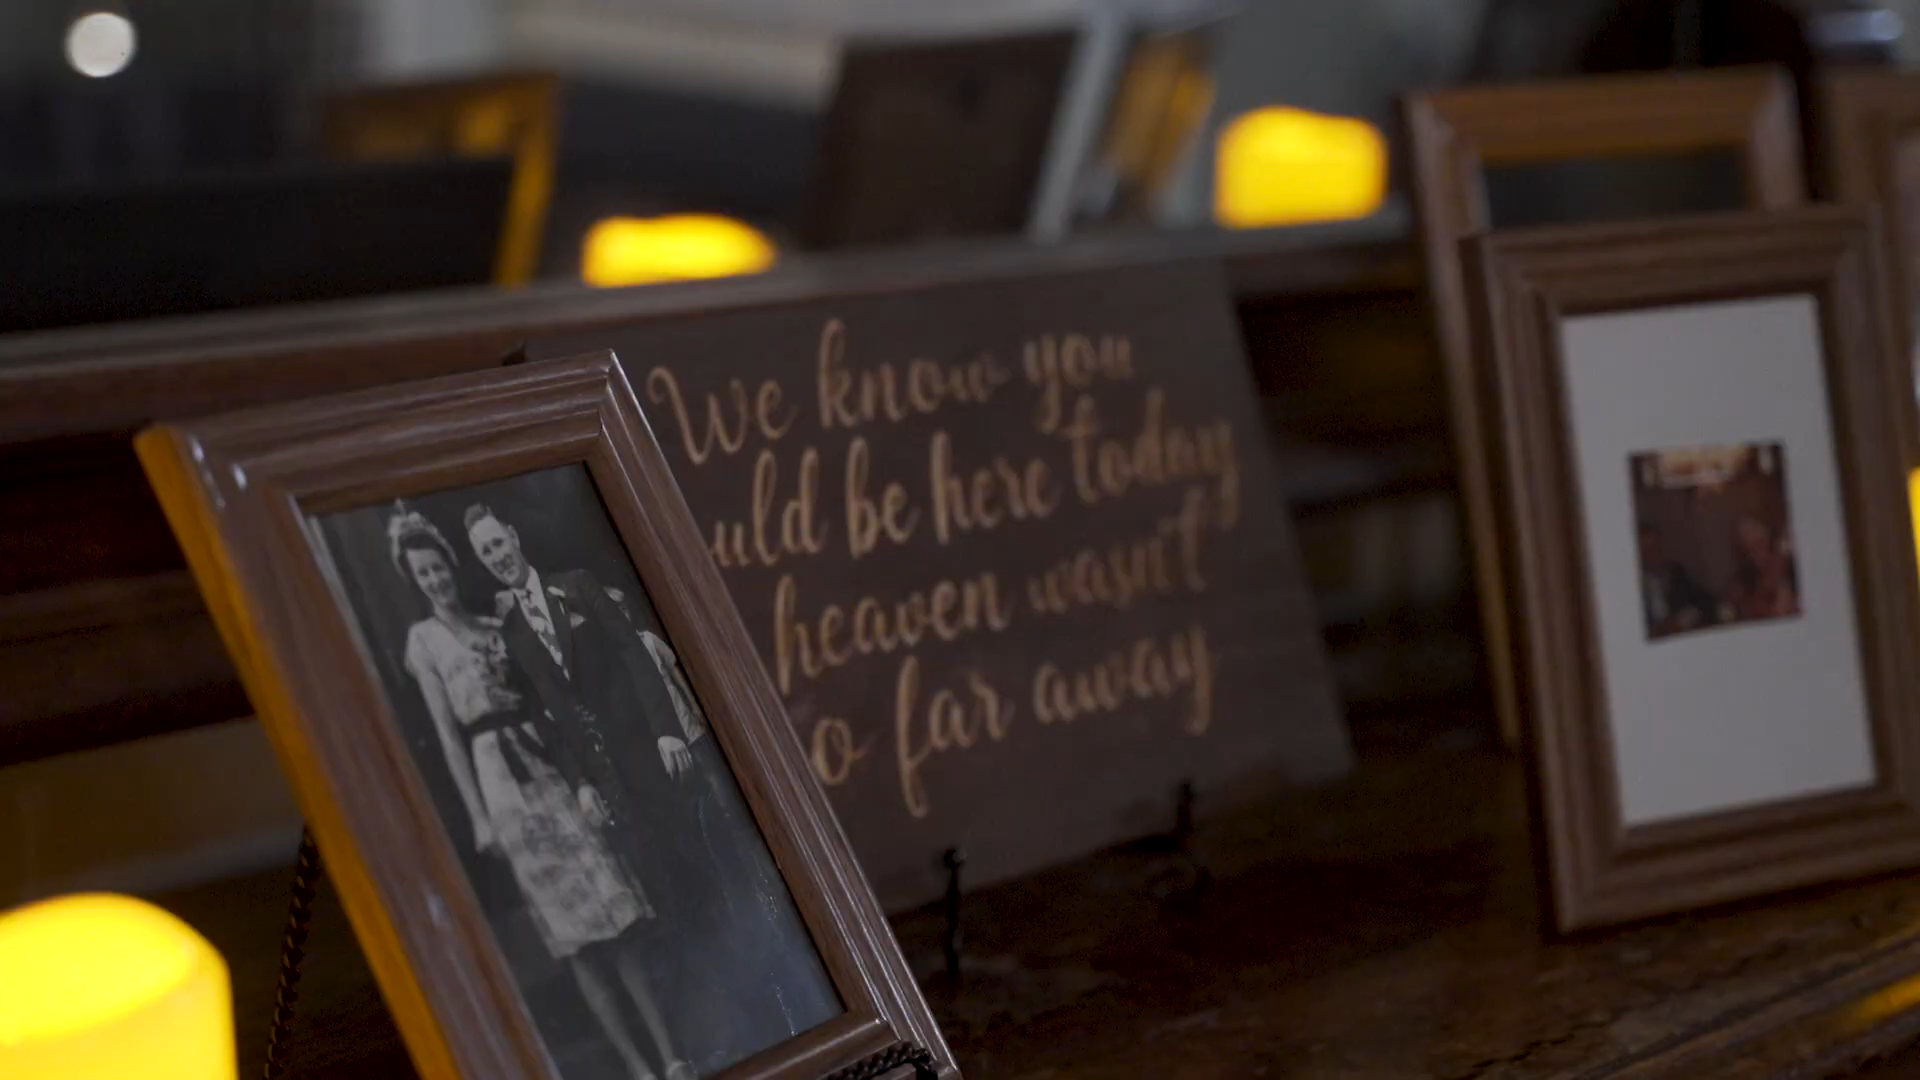 We know you
uld be here today
heaven wasn't
o far away